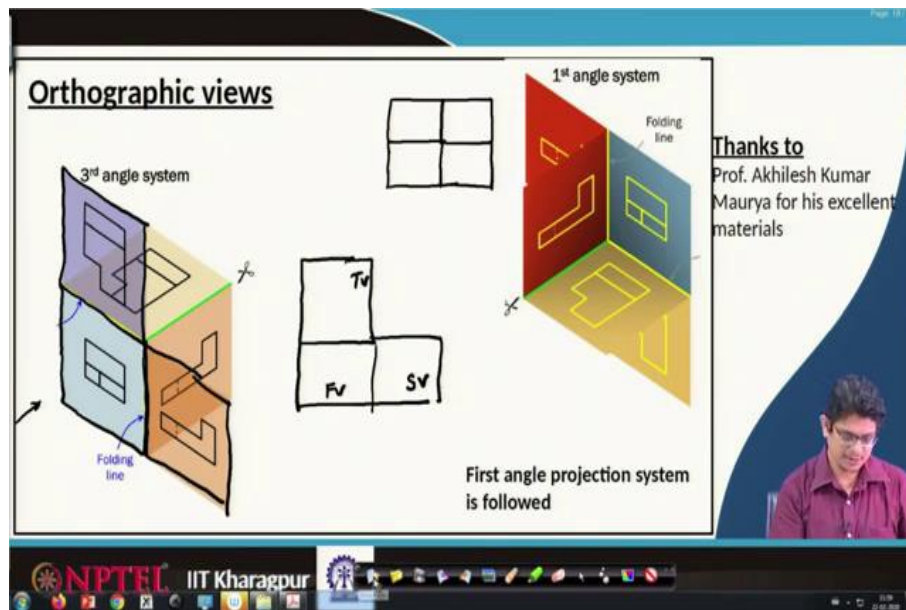 Orthographic views
3rd angle system
Folding
line
TV
FV
SV
1st angle system
Folding
line
First angle projection system
is followed
Thanks to
Prof. Akhilesh Kumar
Maurya for his excellent
materials
NPTEL IIT Kharagpur